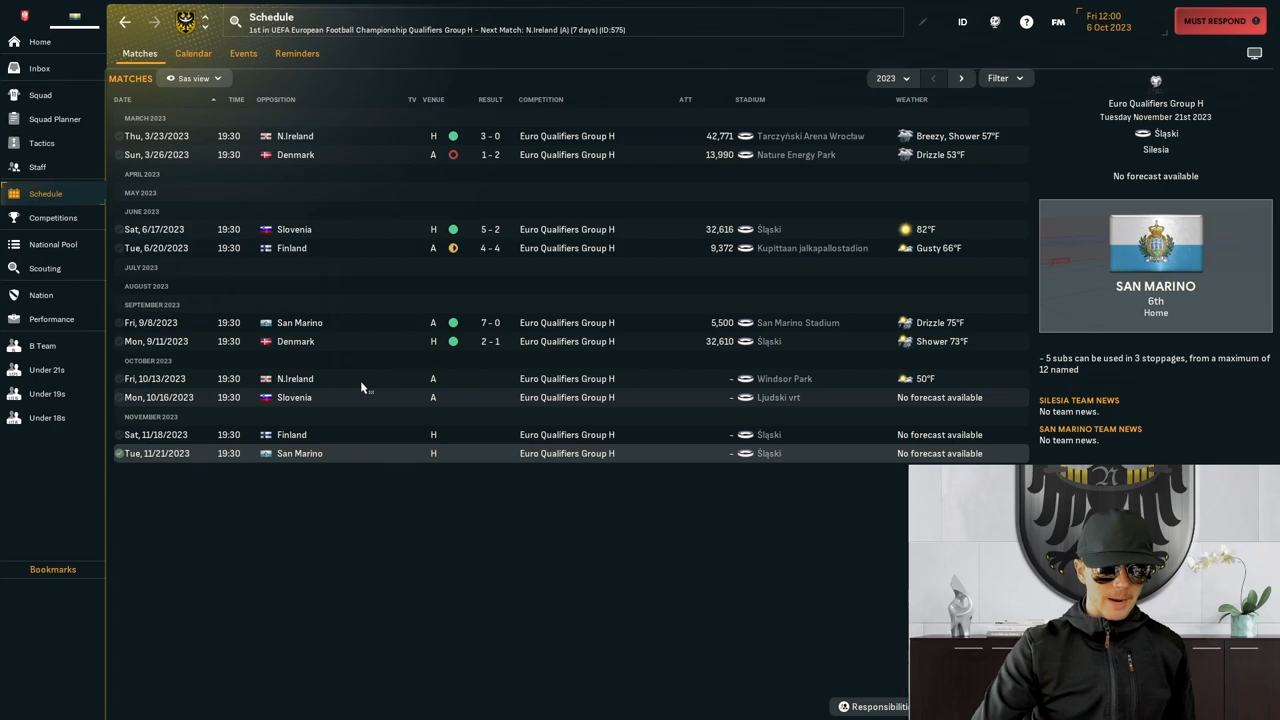 Schedule
1st in UEFA European Football Championship Qualifiers Group H - Next Match: N.Ireland (A) (7 days) (ID:575)
ID
FM
Fri 12:00
6 Oct 2023
MUST RESPOND
Home
Inbox
Squad
Squad Planner
Tactics
Staff
Schedule
Competitions
National Pool
Scouting
Nation
Performance
B Team
Under 21s
Under 19s
Under 18s
Bookmarks
Matches Calendar Events Reminders
MATCHES Sas view 2023 Filter
DATE TIME OPPOSITION TV VENUE RESULT COMPETITION ATT STADIUM WEATHER
MARCH 2023
Thu, 3/23/2023 19:30 N.Ireland H 3 - 0 Euro Qualifiers Group H 42,771 Tarczyński Arena Wrocław Breezy, Shower 57°F
Sun, 3/26/2023 19:30 Denmark A 1 - 2 Euro Qualifiers Group H 13,990 Nature Energy Park Drizzle 53°F
APRIL 2023
MAY 2023
JUNE 2023
Sat, 6/17/2023 19:30 Slovenia H 5 - 2 Euro Qualifiers Group H 32,616 Śląski 82°F
Tue, 6/20/2023 19:30 Finland A 4 - 4 Euro Qualifiers Group H 9,372 Kupittaan jalkapallostadion Gusty 66°F
JULY 2023
AUGUST 2023
SEPTEMBER 2023
Fri, 9/8/2023 19:30 San Marino A 7 - 0 Euro Qualifiers Group H 5,500 San Marino Stadium Drizzle 75°F
Mon, 9/11/2023 19:30 Denmark H 2 - 1 Euro Qualifiers Group H 32,610 Śląski Shower 73°F
OCTOBER 2023
Fri, 10/13/2023 19:30 N.Ireland A Euro Qualifiers Group H - Windsor Park 50°F
Mon, 10/16/2023 19:30 Slovenia A Euro Qualifiers Group H - Ljudski vrt No forecast available
NOVEMBER 2023
Sat, 11/18/2023 19:30 Finland H Euro Qualifiers Group H - Śląski No forecast available
Tue, 11/21/2023 19:30 San Marino H Euro Qualifiers Group H - Śląski No forecast available
Euro Qualifiers Group H
Tuesday November 21st 2023
Śląski
Silesia
No forecast available
SAN MARINO
6th
Home
- 5 subs can be used in 3 stoppages, from a maximum of
12 named
SILESIA TEAM NEWS
No team news.
SAN MARINO TEAM NEWS
No team news.
Responsibiliti